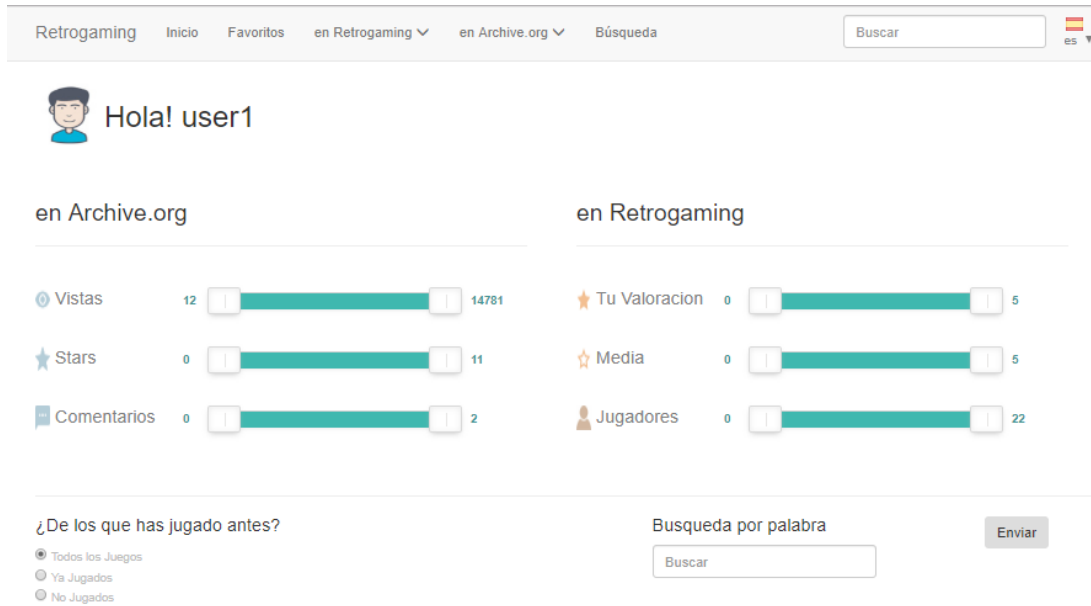 Retrogaming Inicio Favoritos en Retrogaming en Archive.org Búsqueda Buscar es
Hola! user1
en Archive.org
Vistas 12 14781
Stars 0 11
Comentarios 0 2
en Retrogaming
Tu Valoracion 0 5
Media 0 5
Jugadores 0 22
¿De los que has jugado antes?
Todos los Juegos
Ya Jugados
No Jugados
Busqueda por palabra
Buscar
Enviar